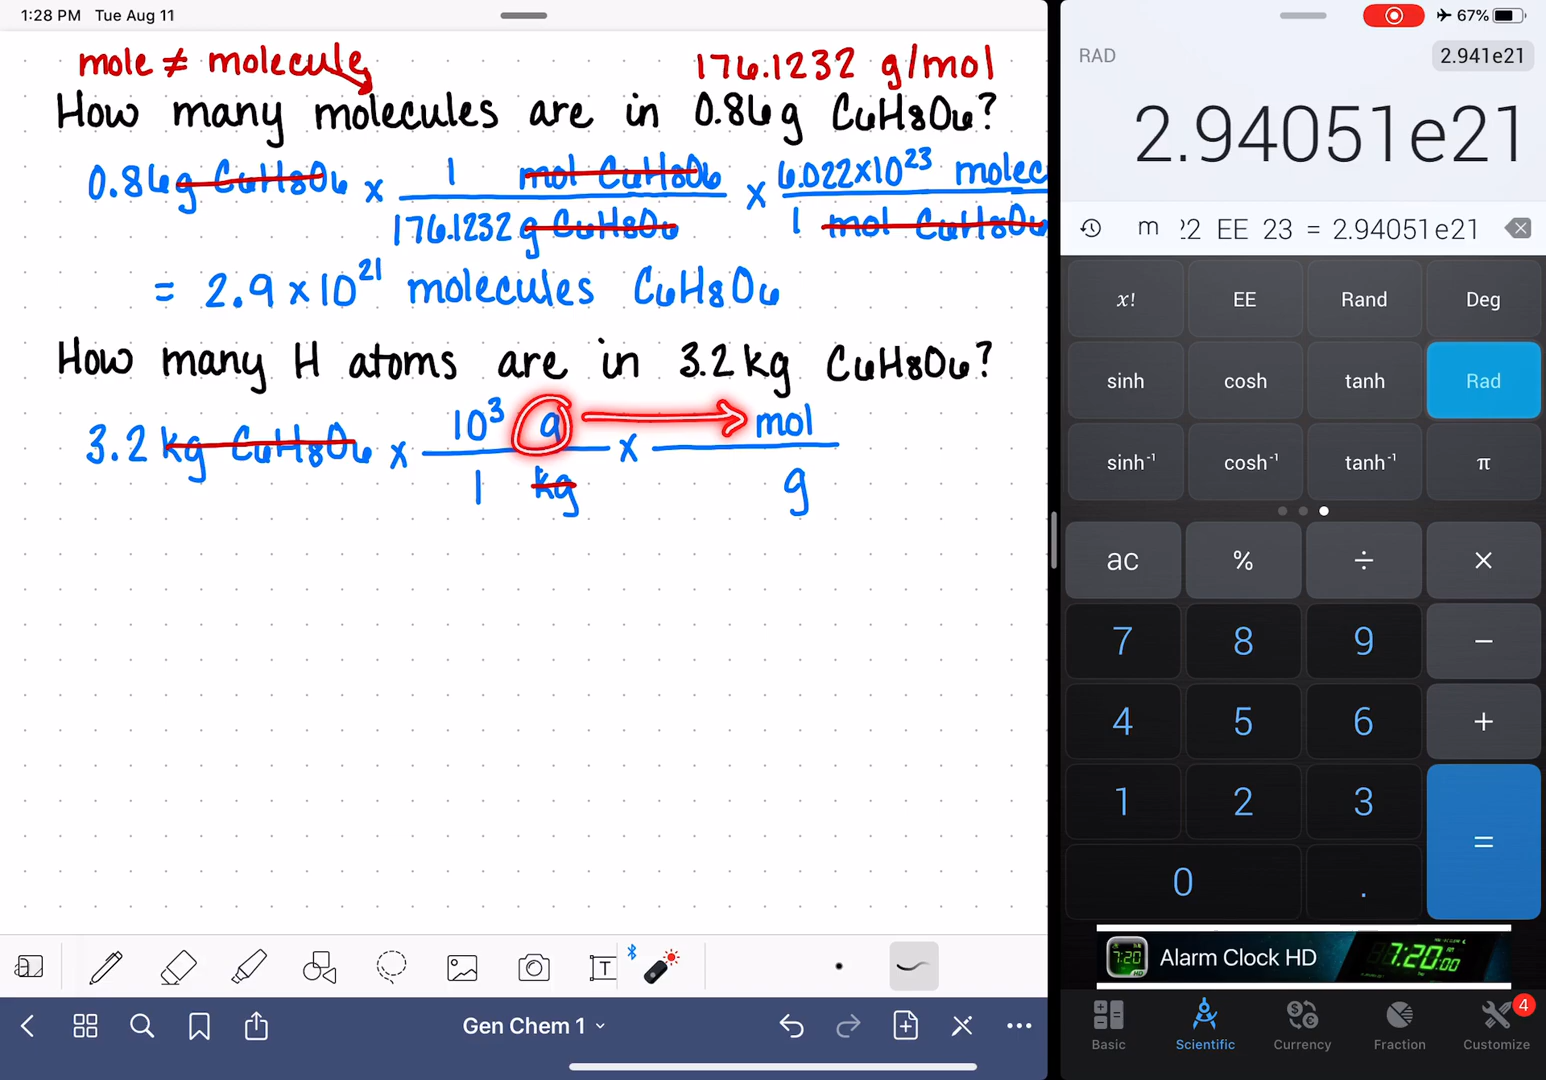 1:28 PM Tue Aug 11
67%
mole ≠ molecule
176.1232 g/mol
How many molecules are in 0.86g C6H8O6?
0.86g C6H8O6 x 1 mol C6H8O6 x 6.022x10^23 molec
176.1232g C6H8O6 1 mol C6H8O6
= 2.9 x 10^21 molecules C6H8O6
How many H atoms are in 3.2kg C6H8O6?
3.2 kg C6H8O6 x 10^3 g x mol
1 kg g
Gen Chem 1
RAD 2.941e21
2.94051e21
m 22 EE 23 = 2.94051e21
x! EE Rand Deg
sinh cosh tanh Rad
sinh-1 cosh-1 tanh-1 π
ac % ÷ ×
7 8 9 −
4 5 6 +
1 2 3 =
0 .
7:20 Alarm Clock HD 7:20:00
4
Basic Scientific Currency Fraction Customize